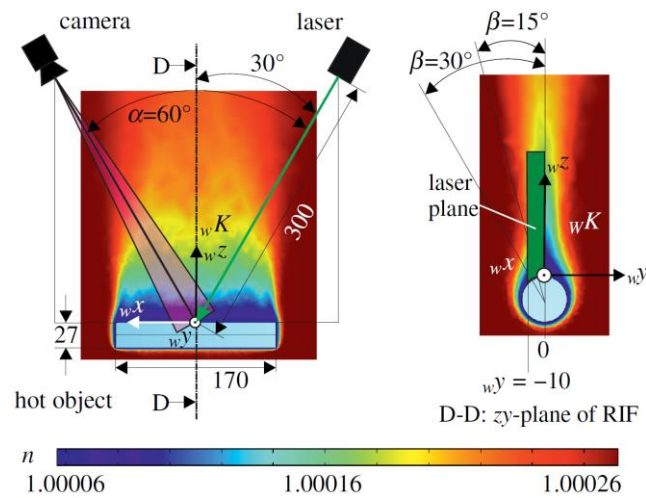 camera
laser
D
30°
α=60°
300
wK
wz
wx
wy
27
170
hot object
D
β=15°
β=30°
wz
laser
plane
WK
wx
wy
0
wy = −10
D-D: zy-plane of RIF
n
1.00006 1.00016 1.00026